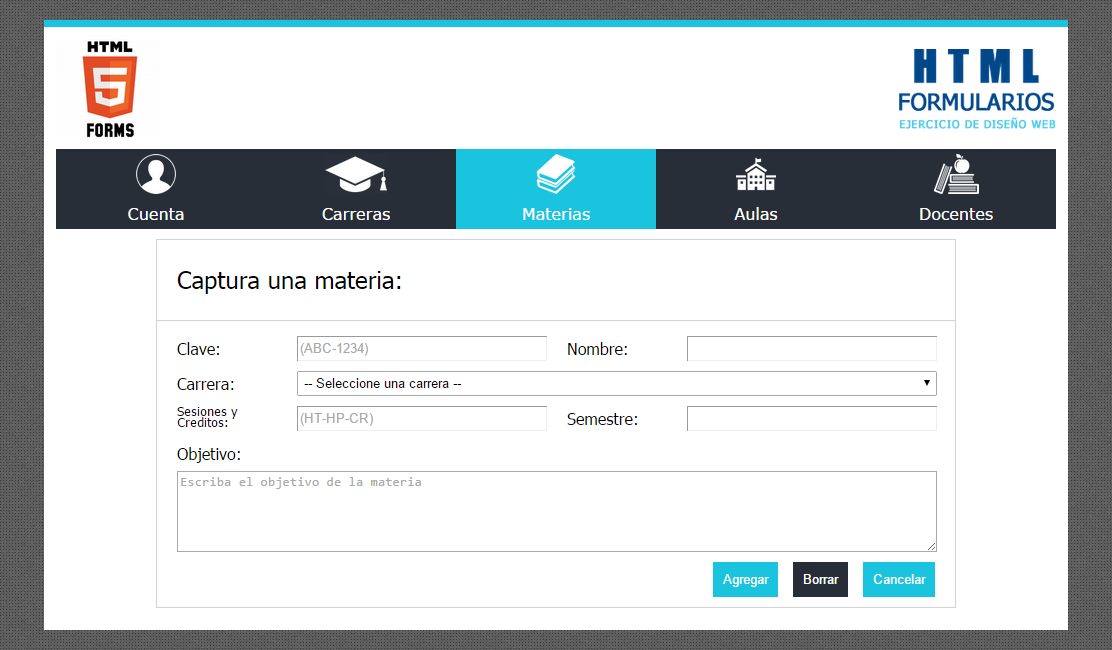 HTML
5
FORMS
HTML
FORMULARIOS
EJERCICIO DE DISEÑO WEB
Cuenta
Carreras
Materias
Aulas
Docentes
Captura una materia:
Clave: (ABC-1234) Nombre:
Carrera: -- Seleccione una carrera --
Sesiones y
Creditos: (HT-HP-CR) Semestre:
Objetivo:
Escriba el objetivo de la materia
Agregar Borrar Cancelar